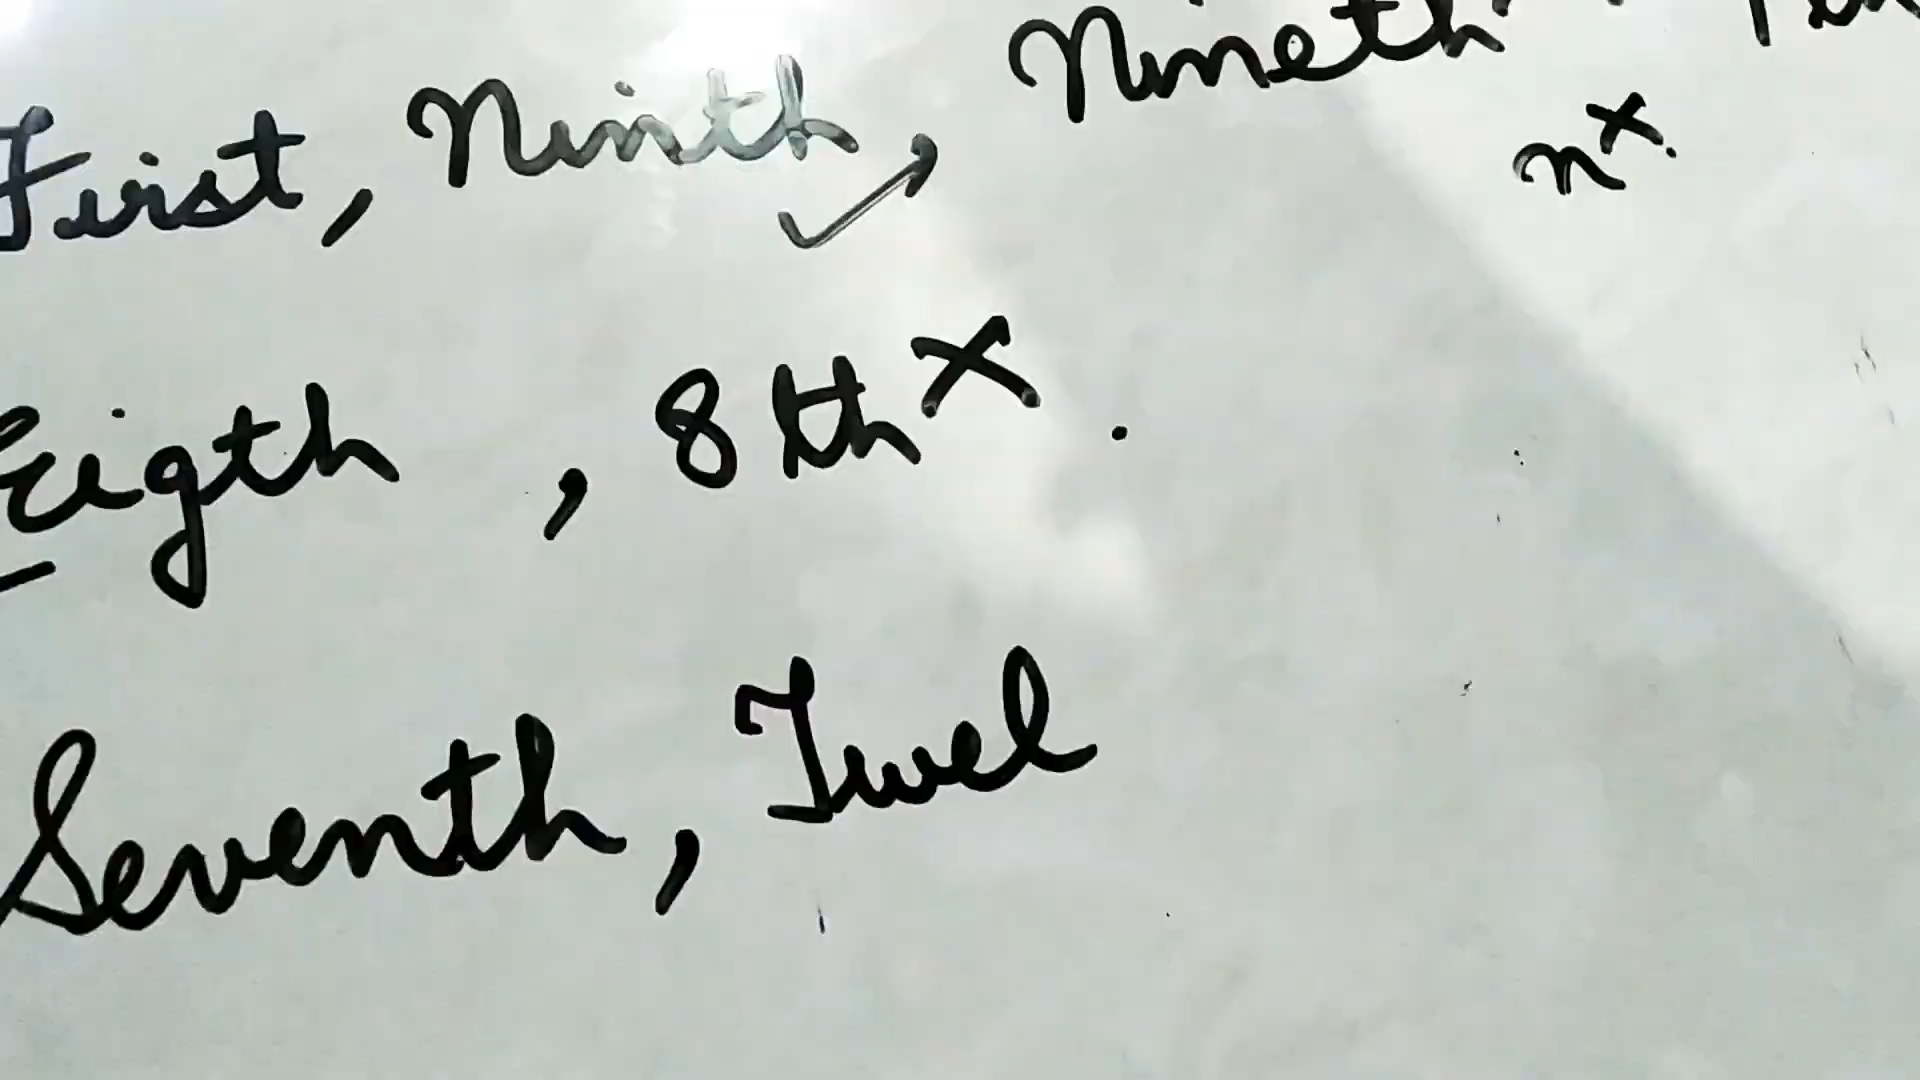 First, Ninth, Nineth
n x.
Eigth, 8th x .
Seventh, Twel